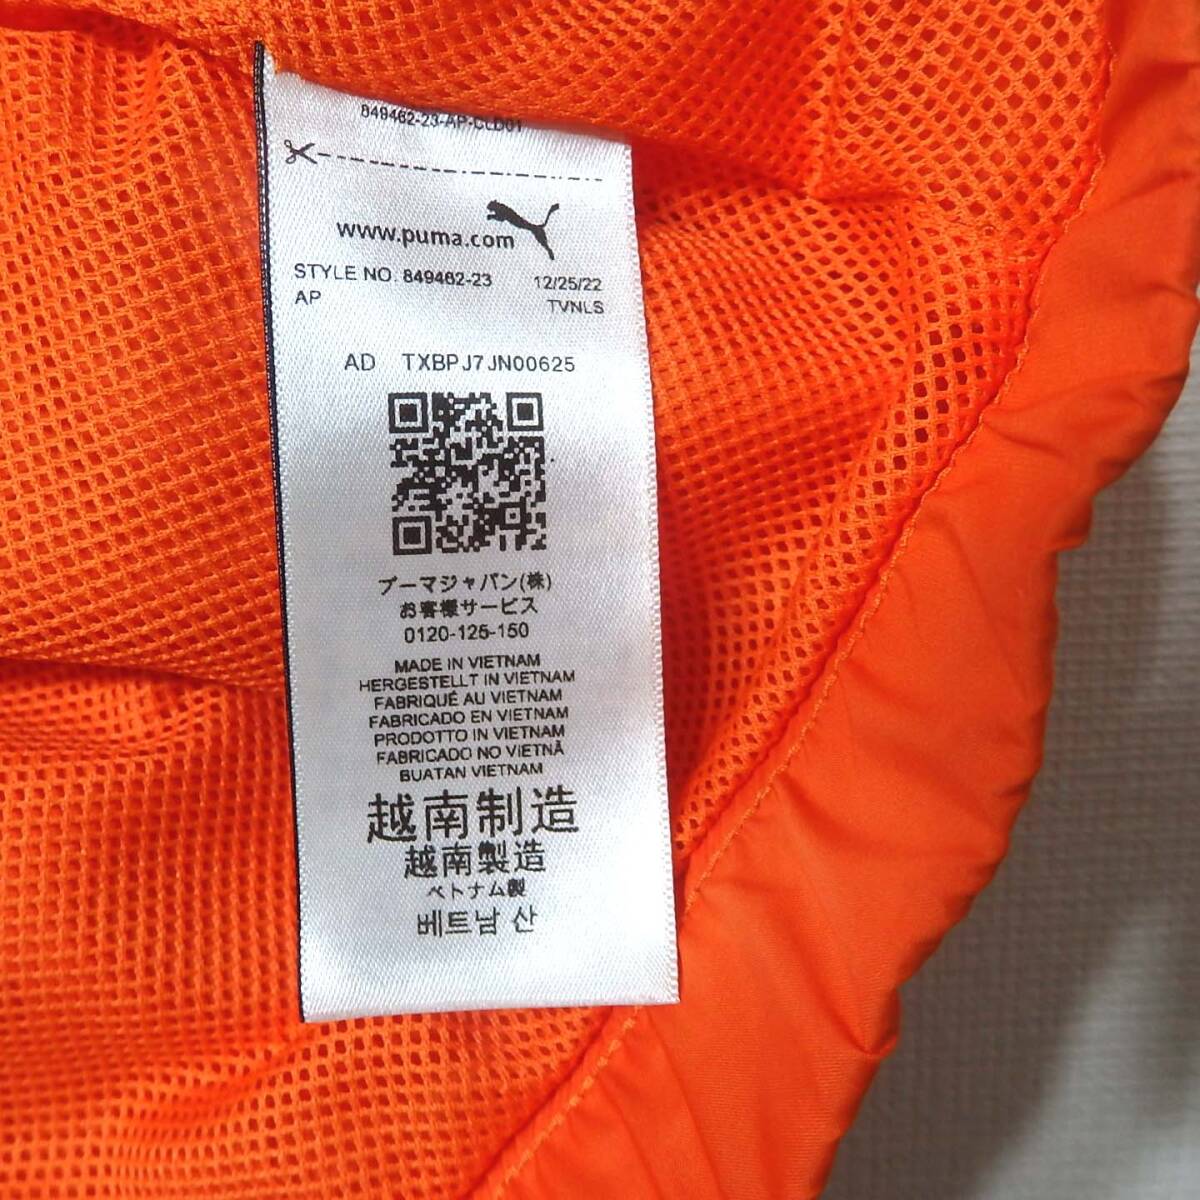 849462-23-AP-CLD01
www.puma.com
STYLE NO. 849462-23 12/25/22
AP TVNLS
AD TXBPJ7JN00625
プーマジャパン(株)
お客様サービス
0120-125-150
MADE IN VIETNAM
HERGESTELLT IN VIETNAM
FABRIQUÉ AU VIETNAM
FABRICADO EN VIETNAM
PRODOTTO IN VIETNAM
FABRICADO NO VIETNÃ
BUATAN VIETNAM
越南制造
越南製造
ベトナム製
베트남 산